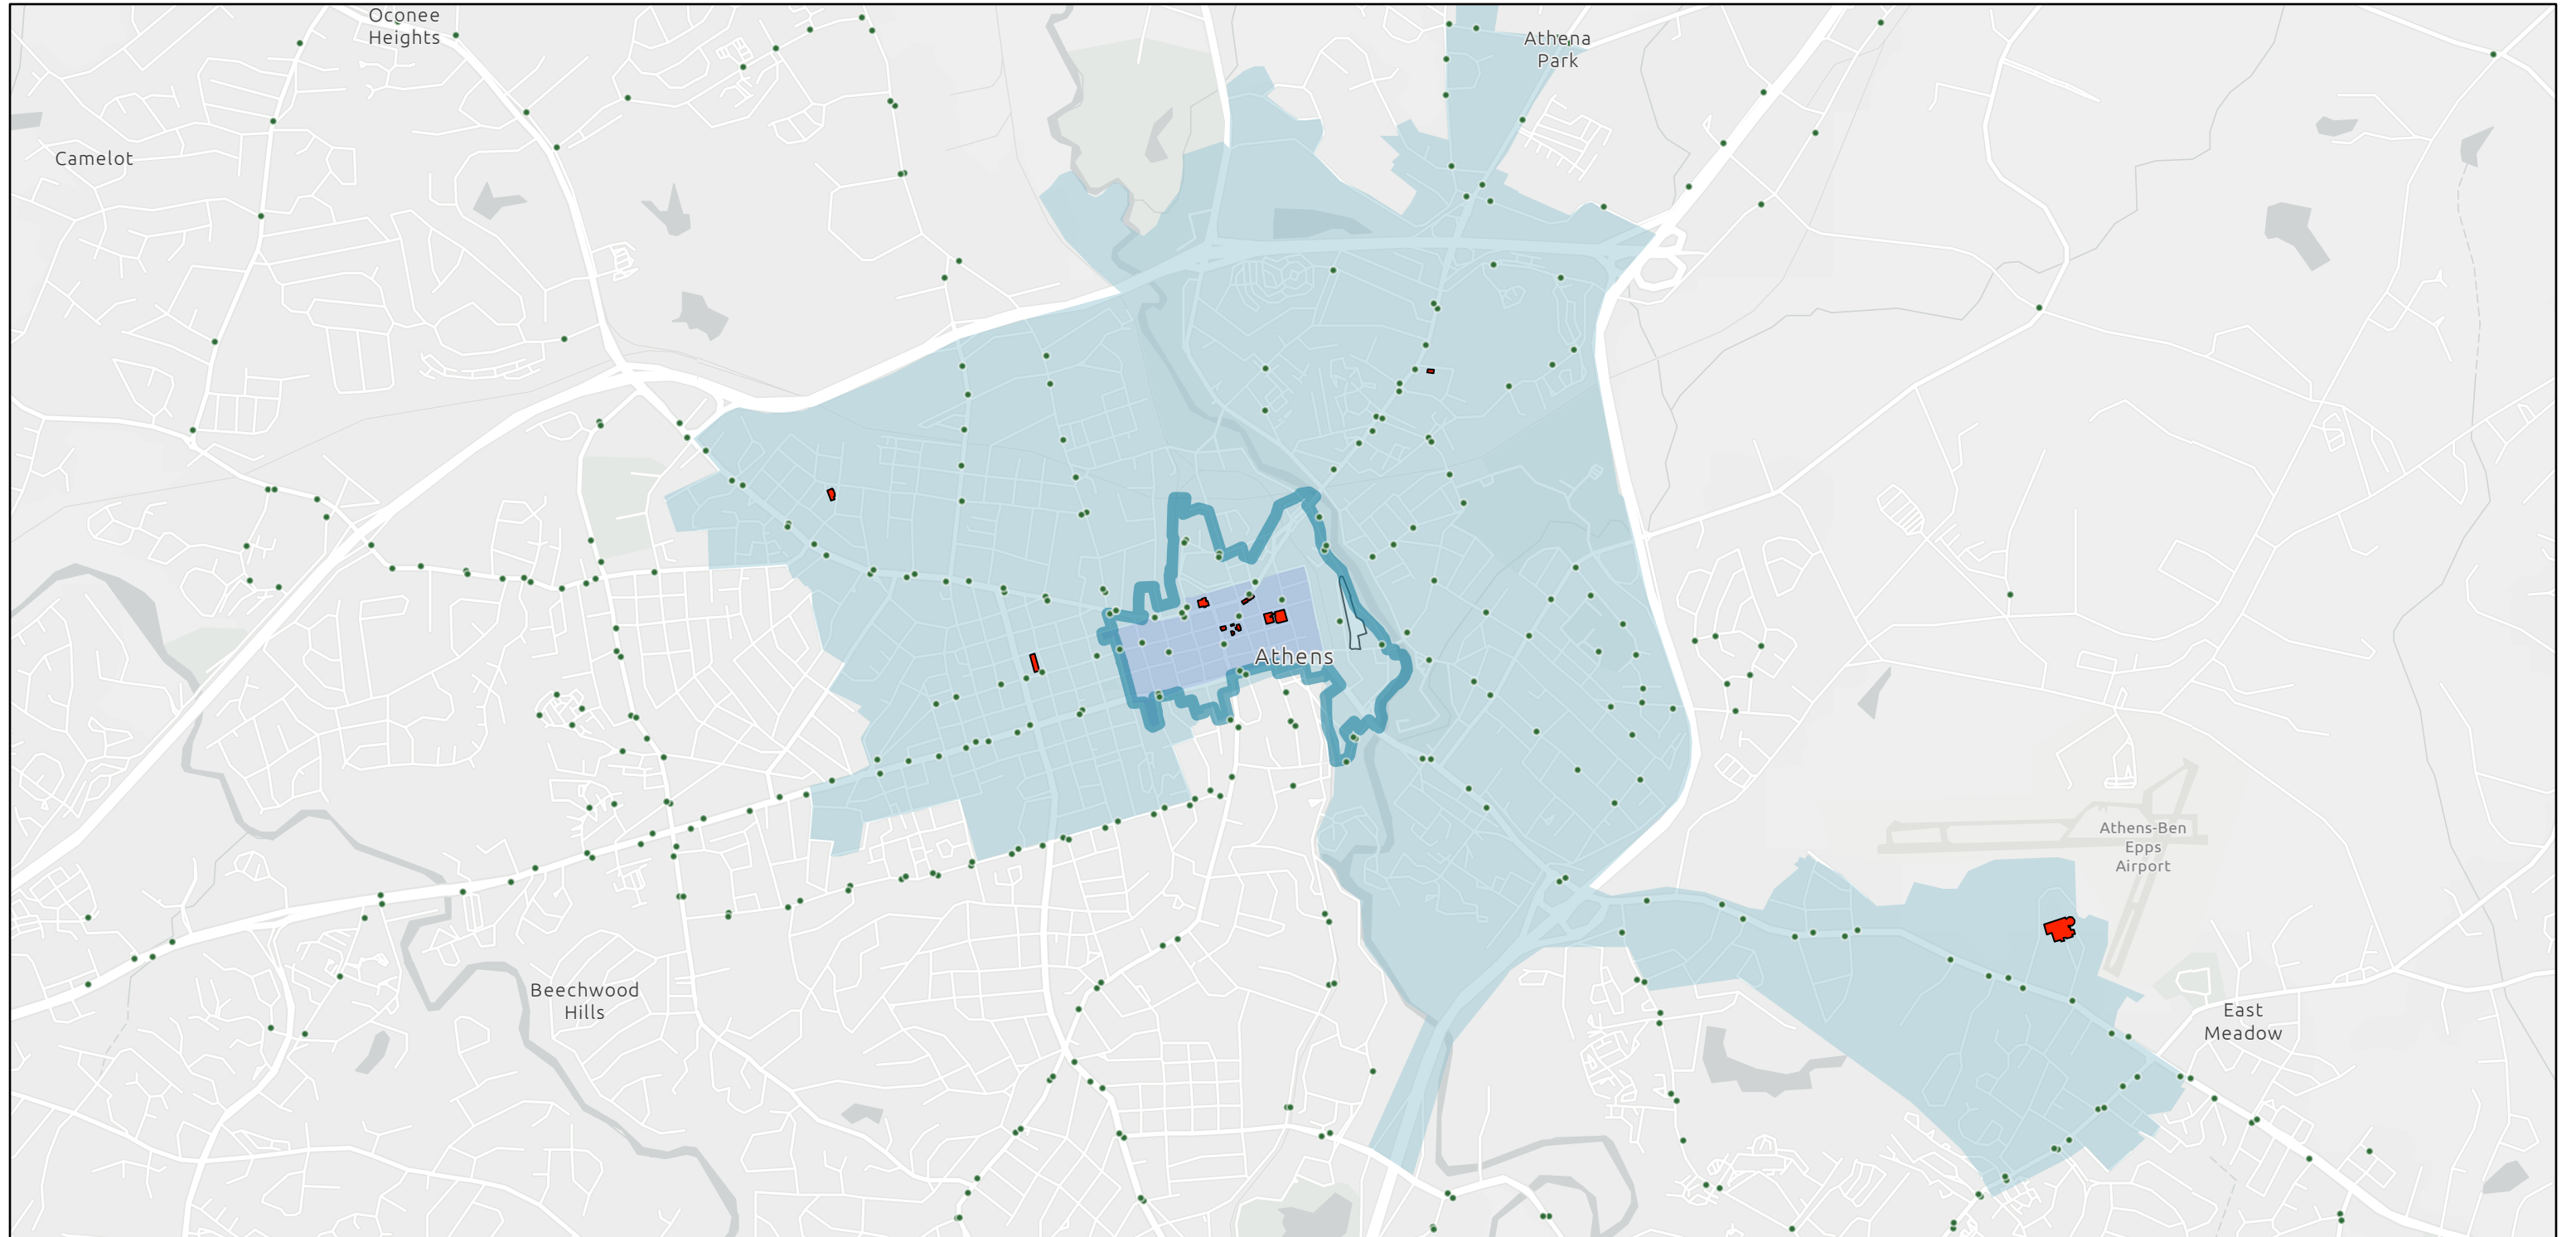 Oconee
Heights
Athena
Park
Camelot
Athens
Athens-Ben
Epps
Airport
Beechwood
Hills
East
Meadow